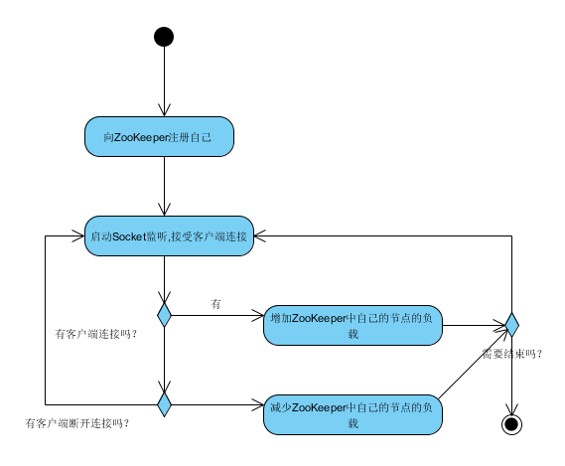 向ZooKeeper注册自己
启动Socket监听,接受客户端连接
有
增加ZooKeeper中自己的节点的负
载
有客户端连接吗?
需要结束吗?
减少ZooKeeper中自己的节点的负
载
有客户端断开连接吗?